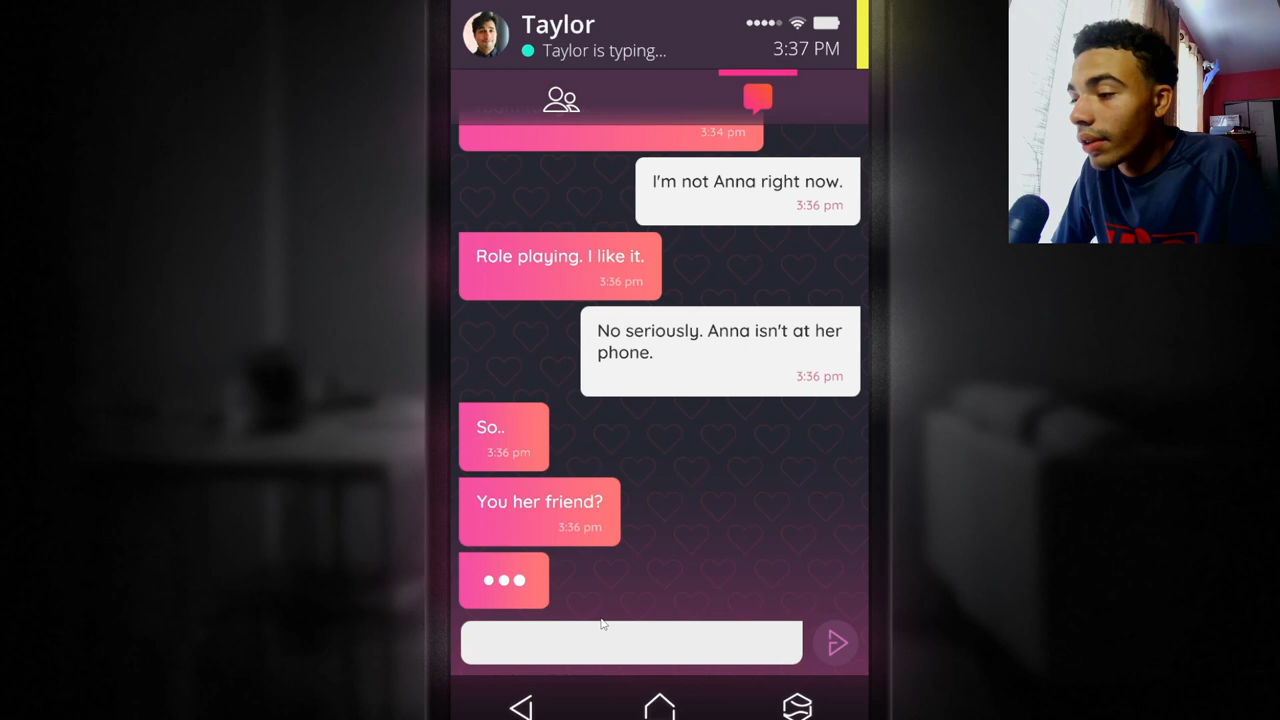 Taylor
Taylor is typing...
3:37 PM
3:34 pm
I'm not Anna right now.
3:36 pm
Role playing. I like it.
3:36 pm
No seriously. Anna isn't at her
phone.
3:36 pm
So..
3:36 pm
You her friend?
3:36 pm